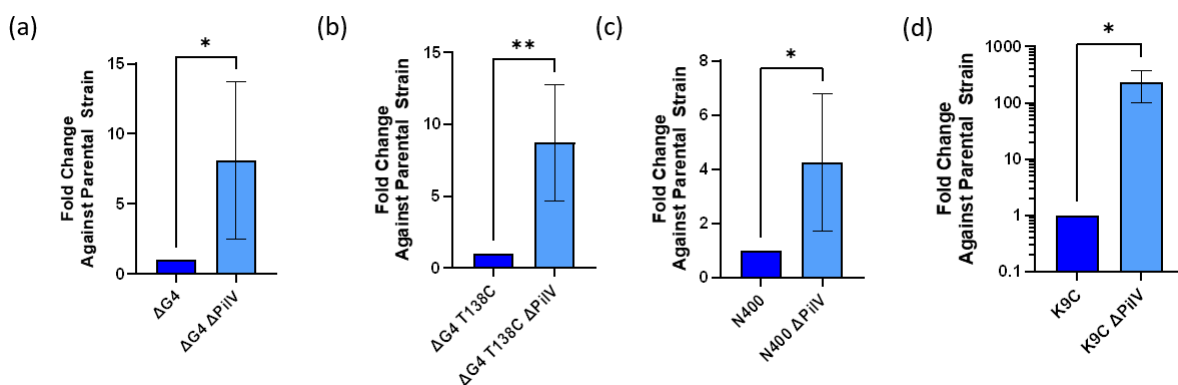 (a)
Fold Change
Against Parental Strain
15
10
5
0
*
ΔG4
ΔG4 ΔPilV
(b)
Fold Change
Against Parental Strain
15
10
5
0
**
ΔG4 T138C
ΔG4 T138C ΔPilV
(c)
Fold Change
Against Parental Strain
8
6
4
2
0
*
N400
N400 ΔPilV
(d)
Fold Change
Against Parental Strain
1000
100
10
1
0.1
*
K9C
K9C ΔPilV